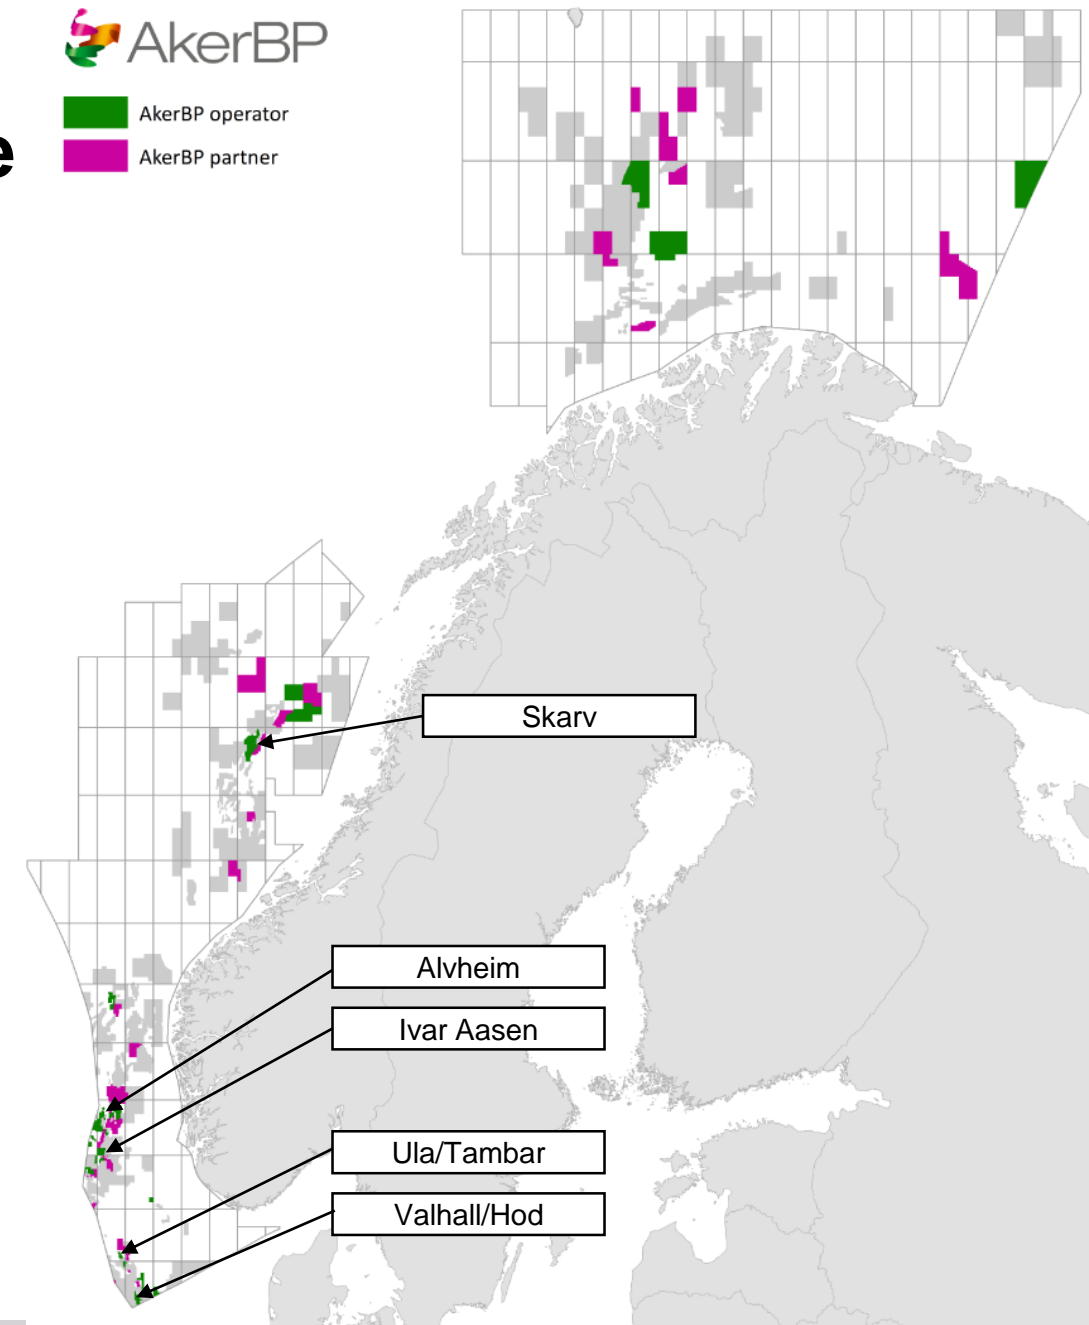 AkerBP
AkerBP operator
e
AkerBP partner
Skarv
Alvheim
Ivar Aasen
Ula/Tambar
Valhall/Hod